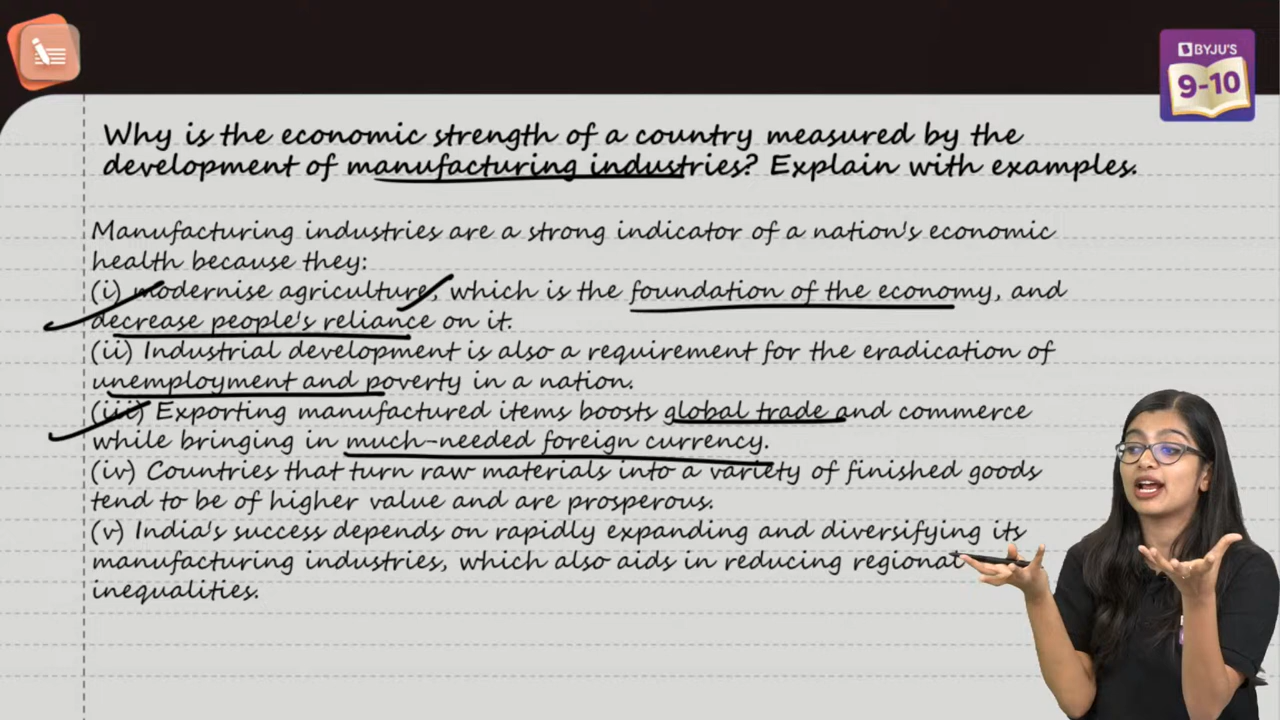 BYJU'S
9-10
Why is the economic strength of a country measured by the
development of manufacturing industries? Explain with examples.
Manufacturing industries are a strong indicator of a nation's economic
health because they:
(i) modernise agriculture, which is the foundation of the economy, and
decrease people's reliance on it.
(ii) Industrial development is also a requirement for the eradication of
unemployment and poverty in a nation.
(iii) Exporting manufactured items boosts global trade and commerce
while bringing in much-needed foreign currency.
(iv) Countries that turn raw materials into a variety of finished goods
tend to be of higher value and are prosperous.
(v) India's success depends on rapidly expanding and diversifying its
manufacturing industries, which also aids in reducing regional
inequalities.